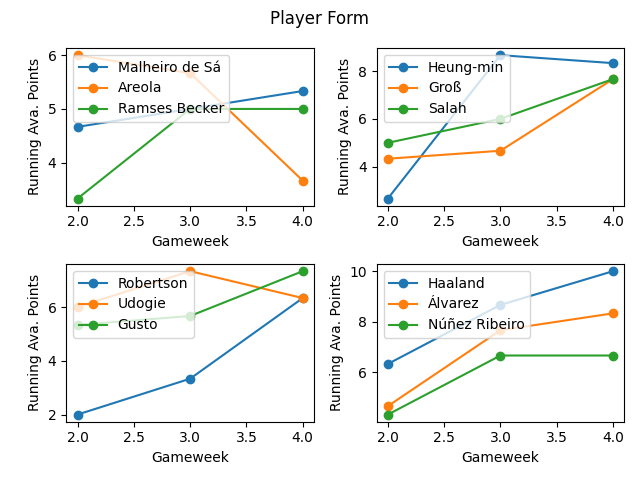 Player Form
Running Ava. Points
6
5
4
Malheiro de Sá
Areola
Ramses Becker
2.0 2.5 3.0 3.5 4.0
Gameweek
Running Ava. Points
8
6
4
Heung-min
Groß
Salah
2.0 2.5 3.0 3.5 4.0
Gameweek
Running Ava. Points
6
4
2
Robertson
Udogie
Gusto
2.0 2.5 3.0 3.5 4.0
Gameweek
Running Ava. Points
10
8
6
Haaland
Álvarez
Núñez Ribeiro
2.0 2.5 3.0 3.5 4.0
Gameweek